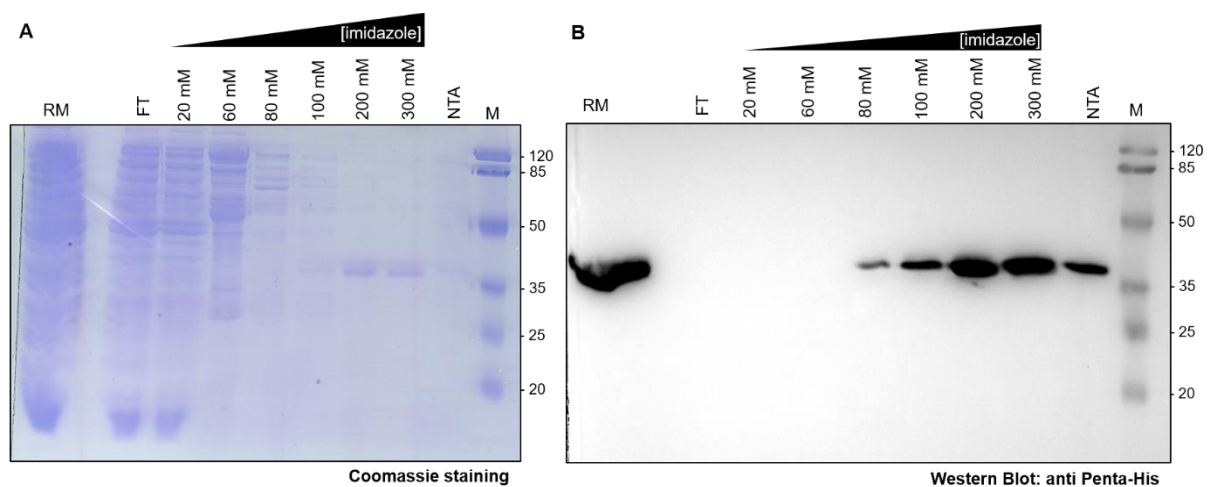 A
[imidazole]
RM
FT
20 mM
60 mM
80 mM
100 mM
200 mM
300 mM
NTA
M
120
85
50
35
25
20
Coomassie staining
B
[imidazole]
RM
FT
20 mM
60 mM
80 mM
100 mM
200 mM
300 mM
NTA
M
120
85
50
35
25
20
Western Blot: anti Penta-His